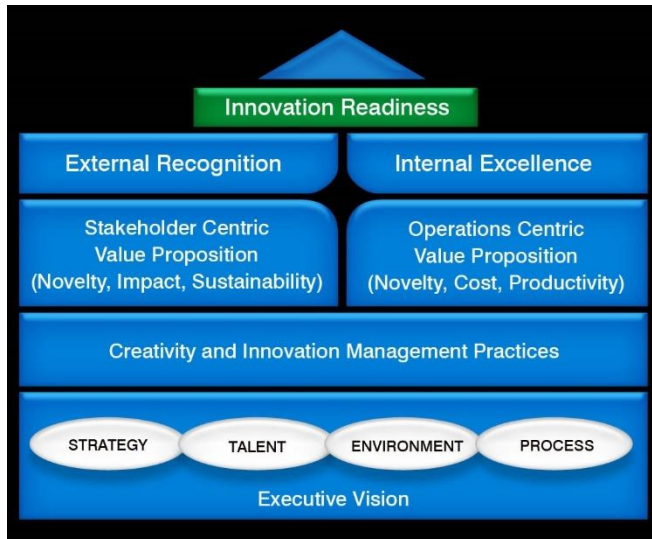 Innovation Readiness
External Recognition
Internal Excellence
Stakeholder Centric
Value Proposition
(Novelty, Impact, Sustainability)
Operations Centric
Value Proposition
(Novelty, Cost, Productivity)
Creativity and Innovation Management Practices
STRATEGY
TALENT
ENVIRONMENT
PROCESS
Executive Vision